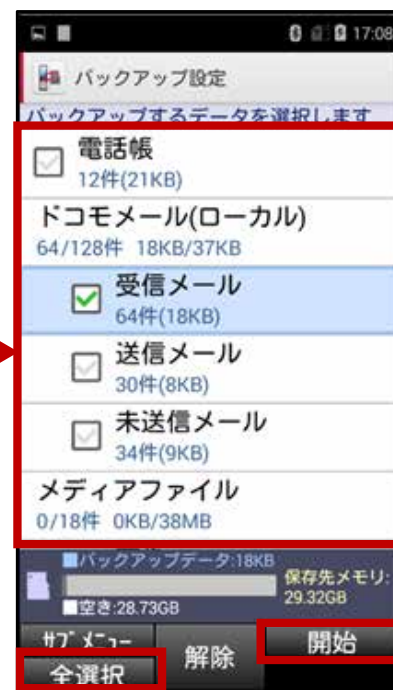 17:08
バックアップ設定
バックアップするデータを選択します
電話帳
12件(21KB)
ドコモメール(ローカル)
64/128件 18KB/37KB
受信メール
64件(18KB)
送信メール
30件(8KB)
未送信メール
34件(9KB)
メディアファイル
0/18件 0KB/38MB
バックアップデータ:18KB
保存先メモリ:
29.32GB
空き:28.73GB
サブメニュー
解除
開始
全選択